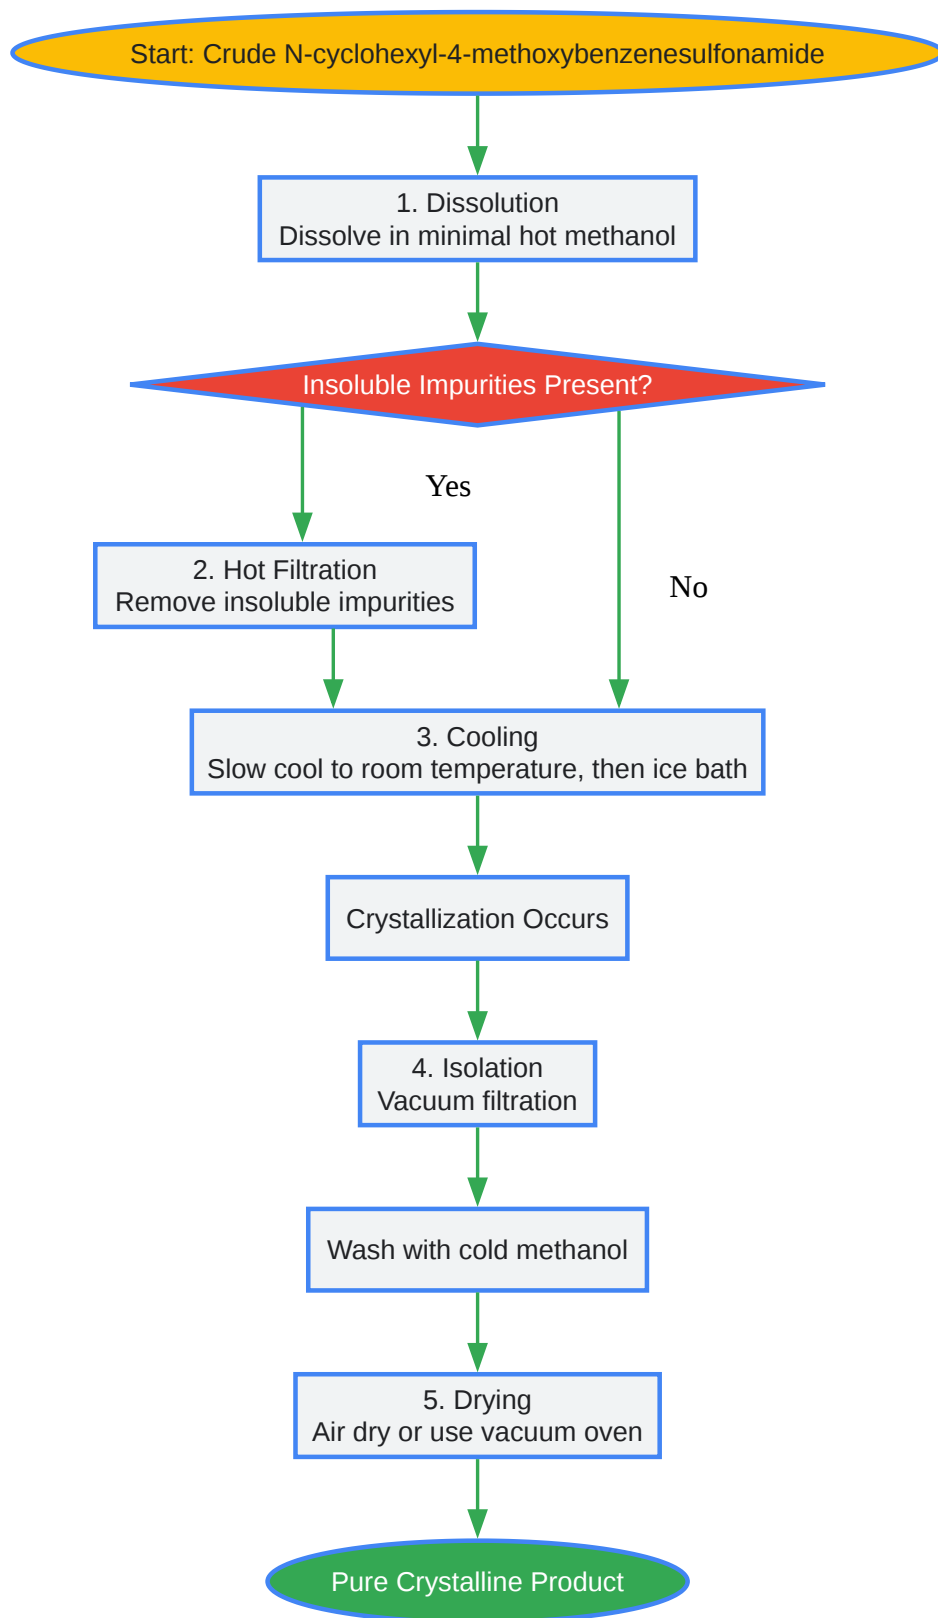 Start: Crude N-cyclohexyl-4-methoxybenzenesulfonamide
1. Dissolution
Dissolve in minimal hot methanol
Insoluble Impurities Present?
Yes
2. Hot Filtration
Remove insoluble impurities
No
3. Cooling
Slow cool to room temperature, then ice bath
Crystallization Occurs
4. Isolation
Vacuum filtration
Wash with cold methanol
5. Drying
Air dry or use vacuum oven
Pure Crystalline Product